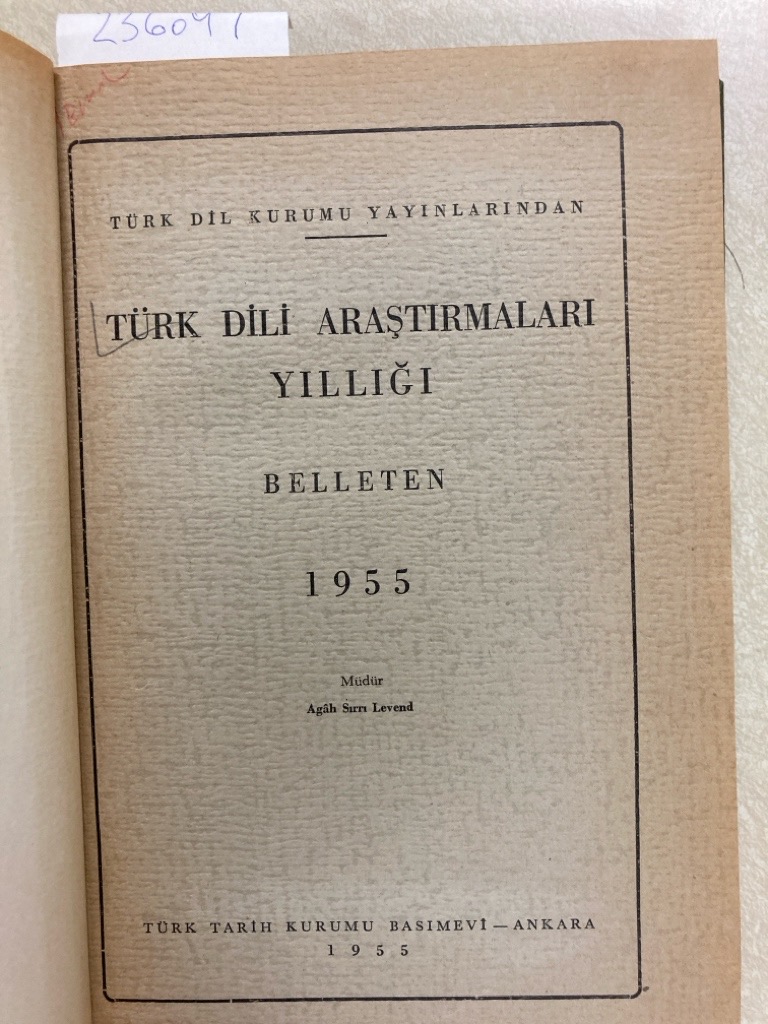 236091
TÜRK DİL KURUMU YAYINLARINDAN
TÜRK DİLİ ARAŞTIRMALARI
YILLIĞI
BELLETEN
1955
Müdür
Agâh Sırrı Levend
TÜRK TARİH KURUMU BASIMEVİ — ANKARA
1955